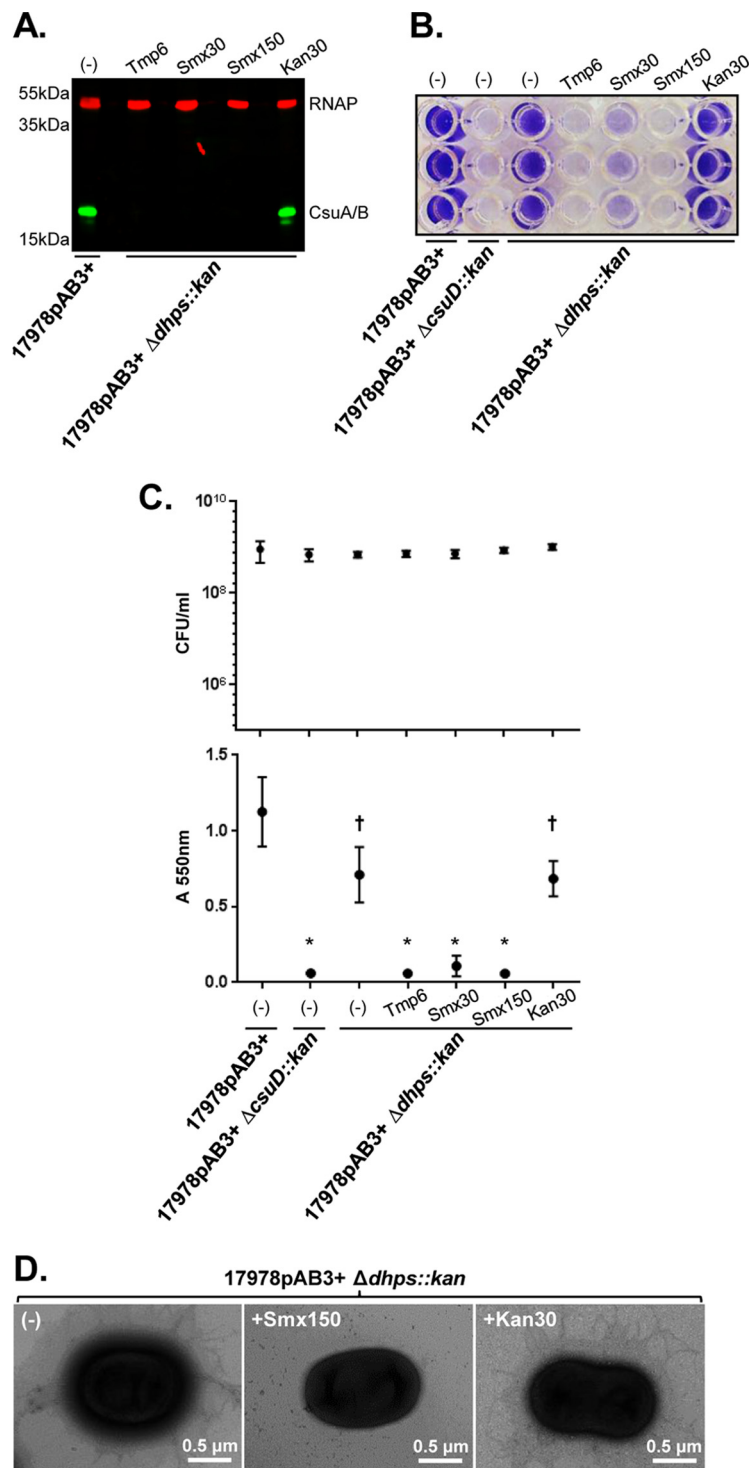 A.
(-) Tmp6 Smx30 Smx150 Kan30
55kDa
35kDa
15kDa
RNAP
CsuA/B
17978pAB3+
17978pAB3+ Δdhps::kan
B.
(-) (-) (-) Tmp6 Smx30 Smx150 Kan30
17978pAB3+
17978pAB3+ ΔcsuD::kan
17978pAB3+ Δdhps::kan
C.
10¹⁰
10⁸
10⁶
CFU/ml
1.5
1.0
0.5
0.0
A 550nm
* † * * * †
(-) (-) (-) Tmp6 Smx30 Smx150 Kan30
17978pAB3+
17978pAB3+ ΔcsuD::kan
17978pAB3+ Δdhps::kan
D.
17978pAB3+ Δdhps::kan
(-) +Smx150 +Kan30
0.5 µm 0.5 µm 0.5 µm